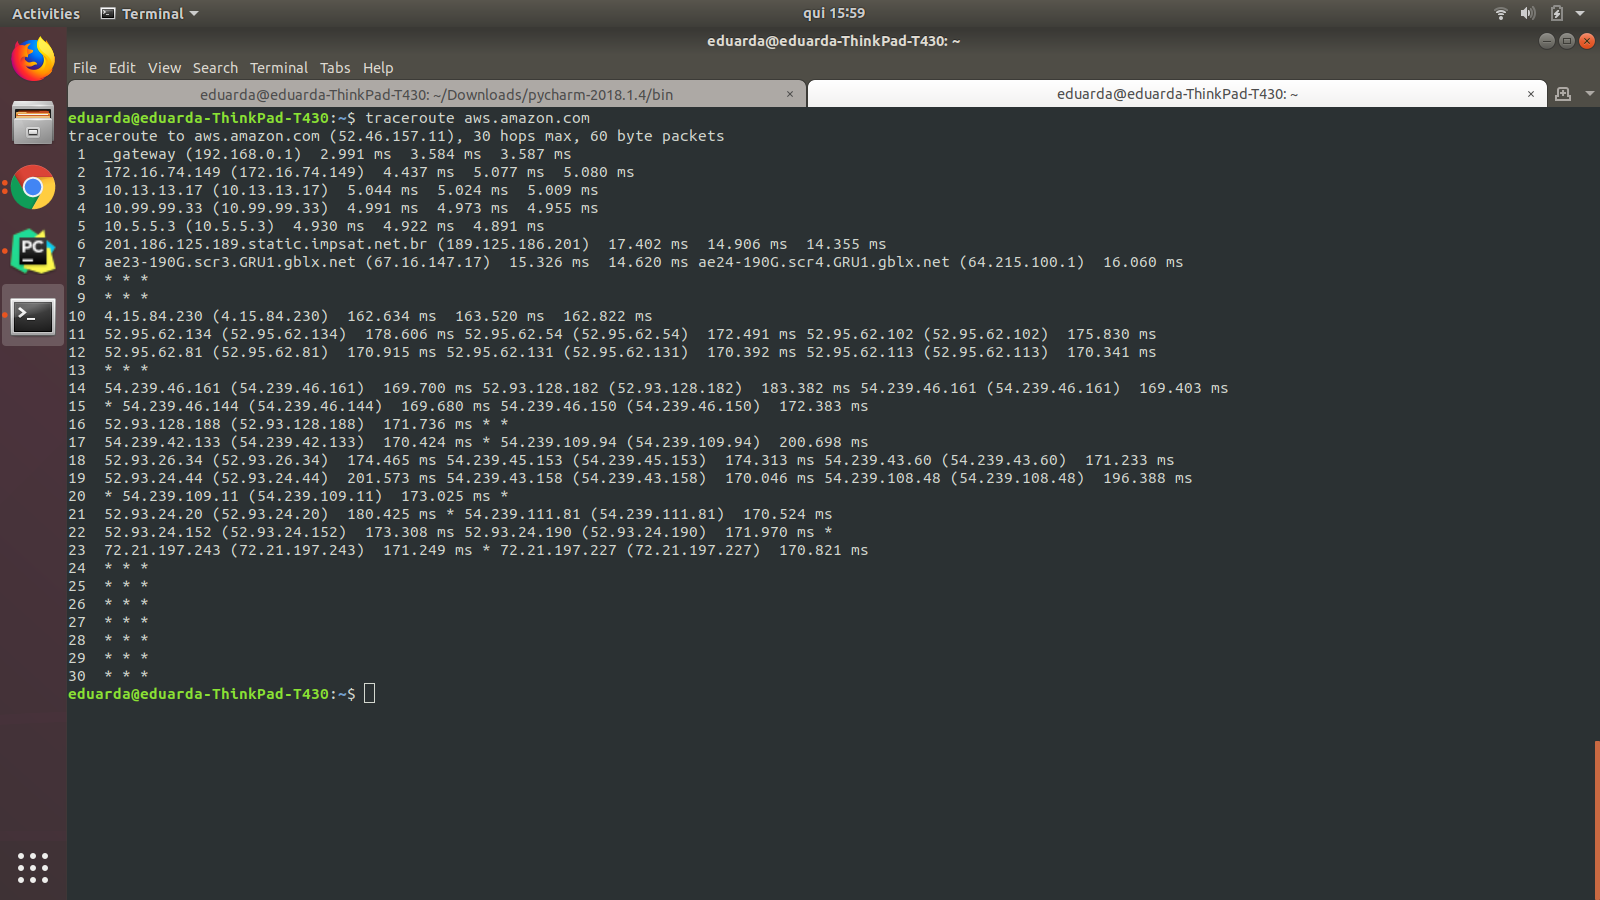 Activities Terminal qui 15:59
eduarda@eduarda-ThinkPad-T430: ~
File Edit View Search Terminal Tabs Help
eduarda@eduarda-ThinkPad-T430: ~/Downloads/pycharm-2018.1.4/bin × eduarda@eduarda-ThinkPad-T430: ~ ×
eduarda@eduarda-ThinkPad-T430:~$ traceroute aws.amazon.com
traceroute to aws.amazon.com (52.46.157.11), 30 hops max, 60 byte packets
 1  _gateway (192.168.0.1)  2.991 ms  3.584 ms  3.587 ms
 2  172.16.74.149 (172.16.74.149)  4.437 ms  5.077 ms  5.080 ms
 3  10.13.13.17 (10.13.13.17)  5.044 ms  5.024 ms  5.009 ms
 4  10.99.99.33 (10.99.99.33)  4.991 ms  4.973 ms  4.955 ms
 5  10.5.5.3 (10.5.5.3)  4.930 ms  4.922 ms  4.891 ms
 6  201.186.125.189.static.impsat.net.br (189.125.186.201)  17.402 ms  14.906 ms  14.355 ms
 7  ae23-190G.scr3.GRU1.gblx.net (67.16.147.17)  15.326 ms  14.620 ms ae24-190G.scr4.GRU1.gblx.net (64.215.100.1)  16.060 ms
 8  * * *
 9  * * *
10  4.15.84.230 (4.15.84.230)  162.634 ms  163.520 ms  162.822 ms
11  52.95.62.134 (52.95.62.134)  178.606 ms 52.95.62.54 (52.95.62.54)  172.491 ms 52.95.62.102 (52.95.62.102)  175.830 ms
12  52.95.62.81 (52.95.62.81)  170.915 ms 52.95.62.131 (52.95.62.131)  170.392 ms 52.95.62.113 (52.95.62.113)  170.341 ms
13  * * *
14  54.239.46.161 (54.239.46.161)  169.700 ms 52.93.128.182 (52.93.128.182)  183.382 ms 54.239.46.161 (54.239.46.161)  169.403 ms
15  * 54.239.46.144 (54.239.46.144)  169.680 ms 54.239.46.150 (54.239.46.150)  172.383 ms
16  52.93.128.188 (52.93.128.188)  171.736 ms * *
17  54.239.42.133 (54.239.42.133)  170.424 ms * 54.239.109.94 (54.239.109.94)  200.698 ms
18  52.93.26.34 (52.93.26.34)  174.465 ms 54.239.45.153 (54.239.45.153)  174.313 ms 54.239.43.60 (54.239.43.60)  171.233 ms
19  52.93.24.44 (52.93.24.44)  201.573 ms 54.239.43.158 (54.239.43.158)  170.046 ms 54.239.108.48 (54.239.108.48)  196.388 ms
20  * 54.239.109.11 (54.239.109.11)  173.025 ms *
21  52.93.24.20 (52.93.24.20)  180.425 ms * 54.239.111.81 (54.239.111.81)  170.524 ms
22  52.93.24.152 (52.93.24.152)  173.308 ms 52.93.24.190 (52.93.24.190)  171.970 ms *
23  72.21.197.243 (72.21.197.243)  171.249 ms * 72.21.197.227 (72.21.197.227)  170.821 ms
24  * * *
25  * * *
26  * * *
27  * * *
28  * * *
29  * * *
30  * * *
eduarda@eduarda-ThinkPad-T430:~$
PC